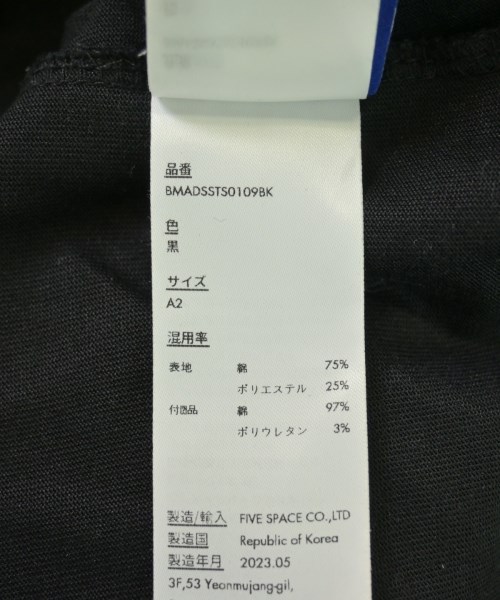 品番
BMADSSTS0109BK
色
黒
サイズ
A2
混用率
表地 綿 75%
ポリエステル 25%
付属品 綿 97%
ポリウレタン 3%
製造/輸入 FIVE SPACE CO.,LTD
製造国 Republic of Korea
製造年月 2023.05
3F,53 Yeonmujang-gil,